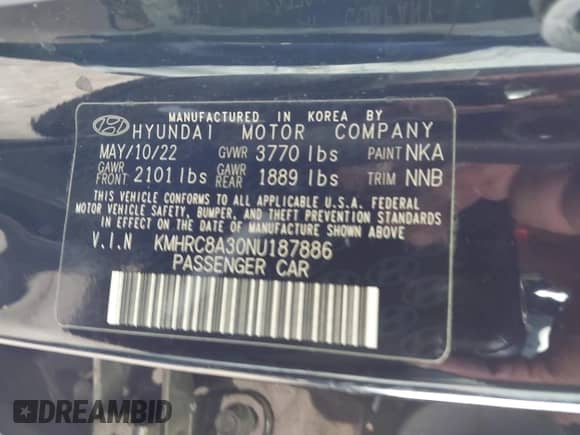 MANUFACTURED IN KOREA BY
HYUNDAI MOTOR COMPANY
MAY/10/22 GVWR 3770 lbs PAINT NKA
GAWR FRONT 2101 lbs GAWR REAR 1889 lbs TRIM NNB
THIS VEHICLE CONFORMS TO ALL APPLICABLE U.S.A. FEDERAL
MOTOR VEHICLE SAFETY, BUMPER, AND THEFT PREVENTION
STANDARDS IN EFFECT ON THE DATE OF MANUFACTURE
SHOWN ABOVE.
V.I.N KMHRC8A30NU187886
PASSENGER CAR
DREAMBID